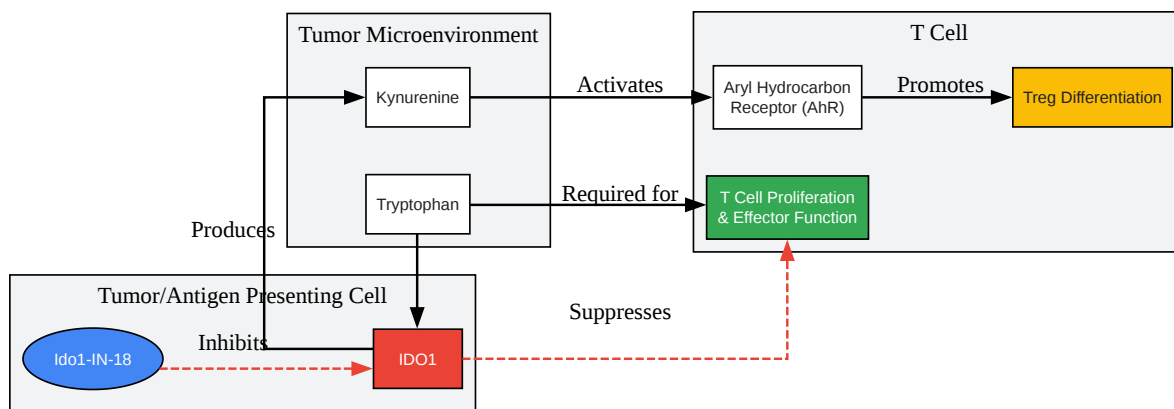 Tumor Microenvironment
T Cell
Kynurenine
Activates
Aryl Hydrocarbon
Receptor (AhR)
Promotes
Treg Differentiation
Tryptophan
Required for
T Cell Proliferation
& Effector Function
Produces
Tumor/Antigen Presenting Cell
Suppresses
Ido1-IN-18
Inhibits
IDO1